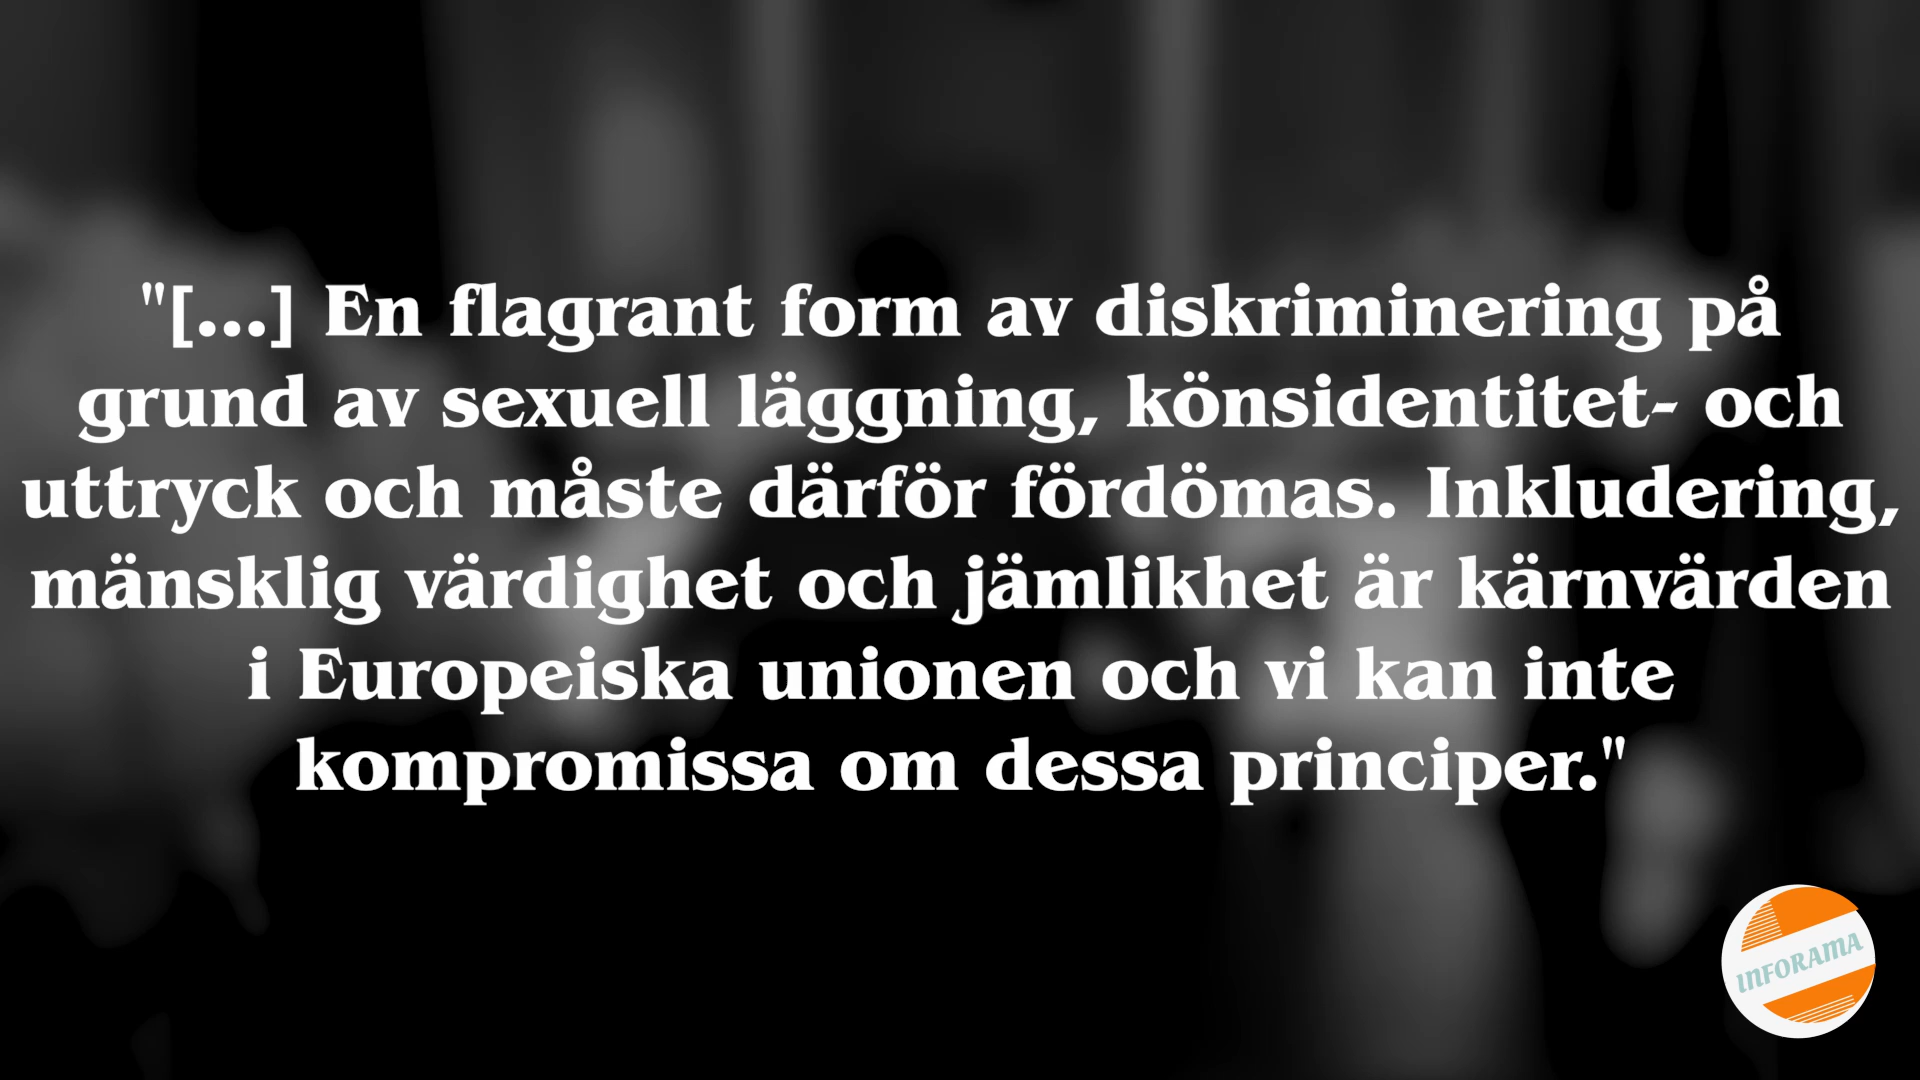 "[...] En flagrant form av diskriminering på
grund av sexuell läggning, könsidentitet- och
uttryck och måste därför fördömas. Inkludering,
mänsklig värdighet och jämlikhet är kärnvärden
i Europeiska unionen och vi kan inte
kompromissa om dessa principer."
INFORAMA